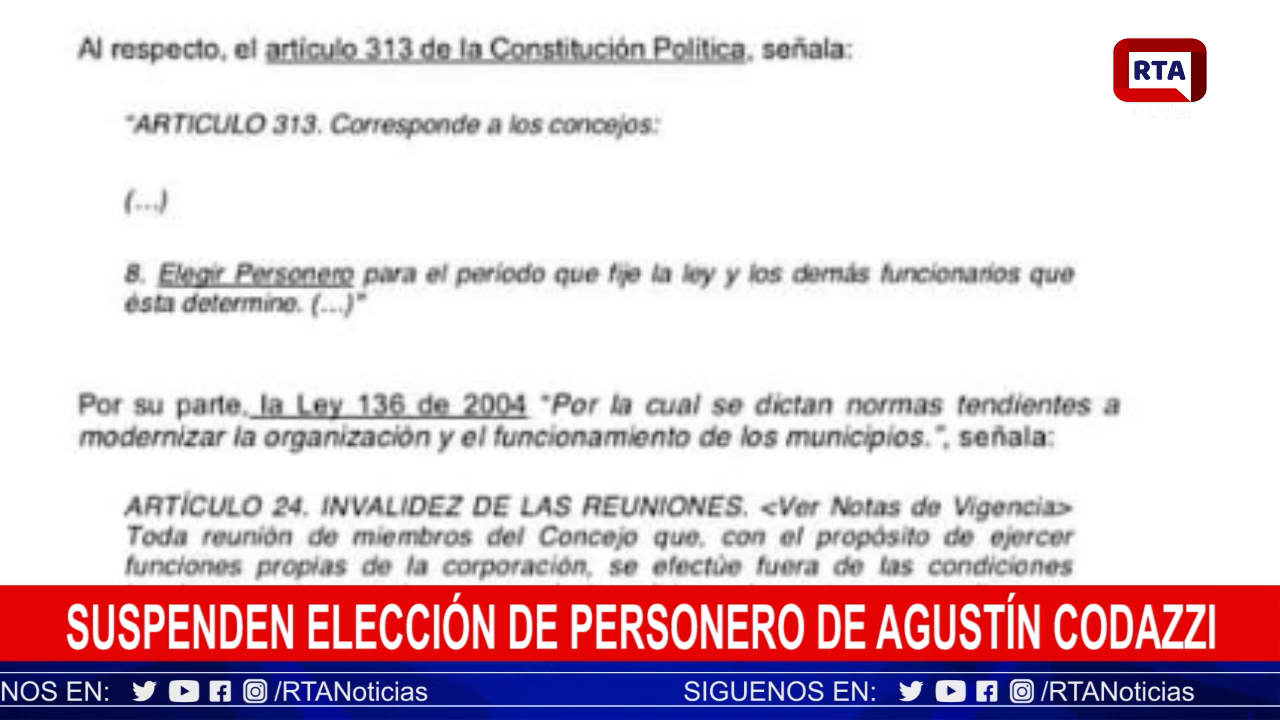 Al respecto, el artículo 313 de la Constitución Política, señala:
RTA
"ARTICULO 313. Corresponde a los concejos:
(...)
8. Elegir Personero para el periodo que fije la ley y los demás funcionarios que
ésta determine. (...)"
Por su parte, la Ley 136 de 2004 "Por la cual se dictan normas tendientes a
modernizar la organización y el funcionamiento de los municipios.", señala:
ARTÍCULO 24. INVALIDEZ DE LAS REUNIONES. <Ver Notas de Vigencia>
Toda reunión de miembros del Concejo que, con el propósito de ejercer
funciones propias de la corporación, se efectúe fuera de las condiciones
SUSPENDEN ELECCIÓN DE PERSONERO DE AGUSTÍN CODAZZI
NOS EN: /RTANoticias SIGUENOS EN: /RTANoticias